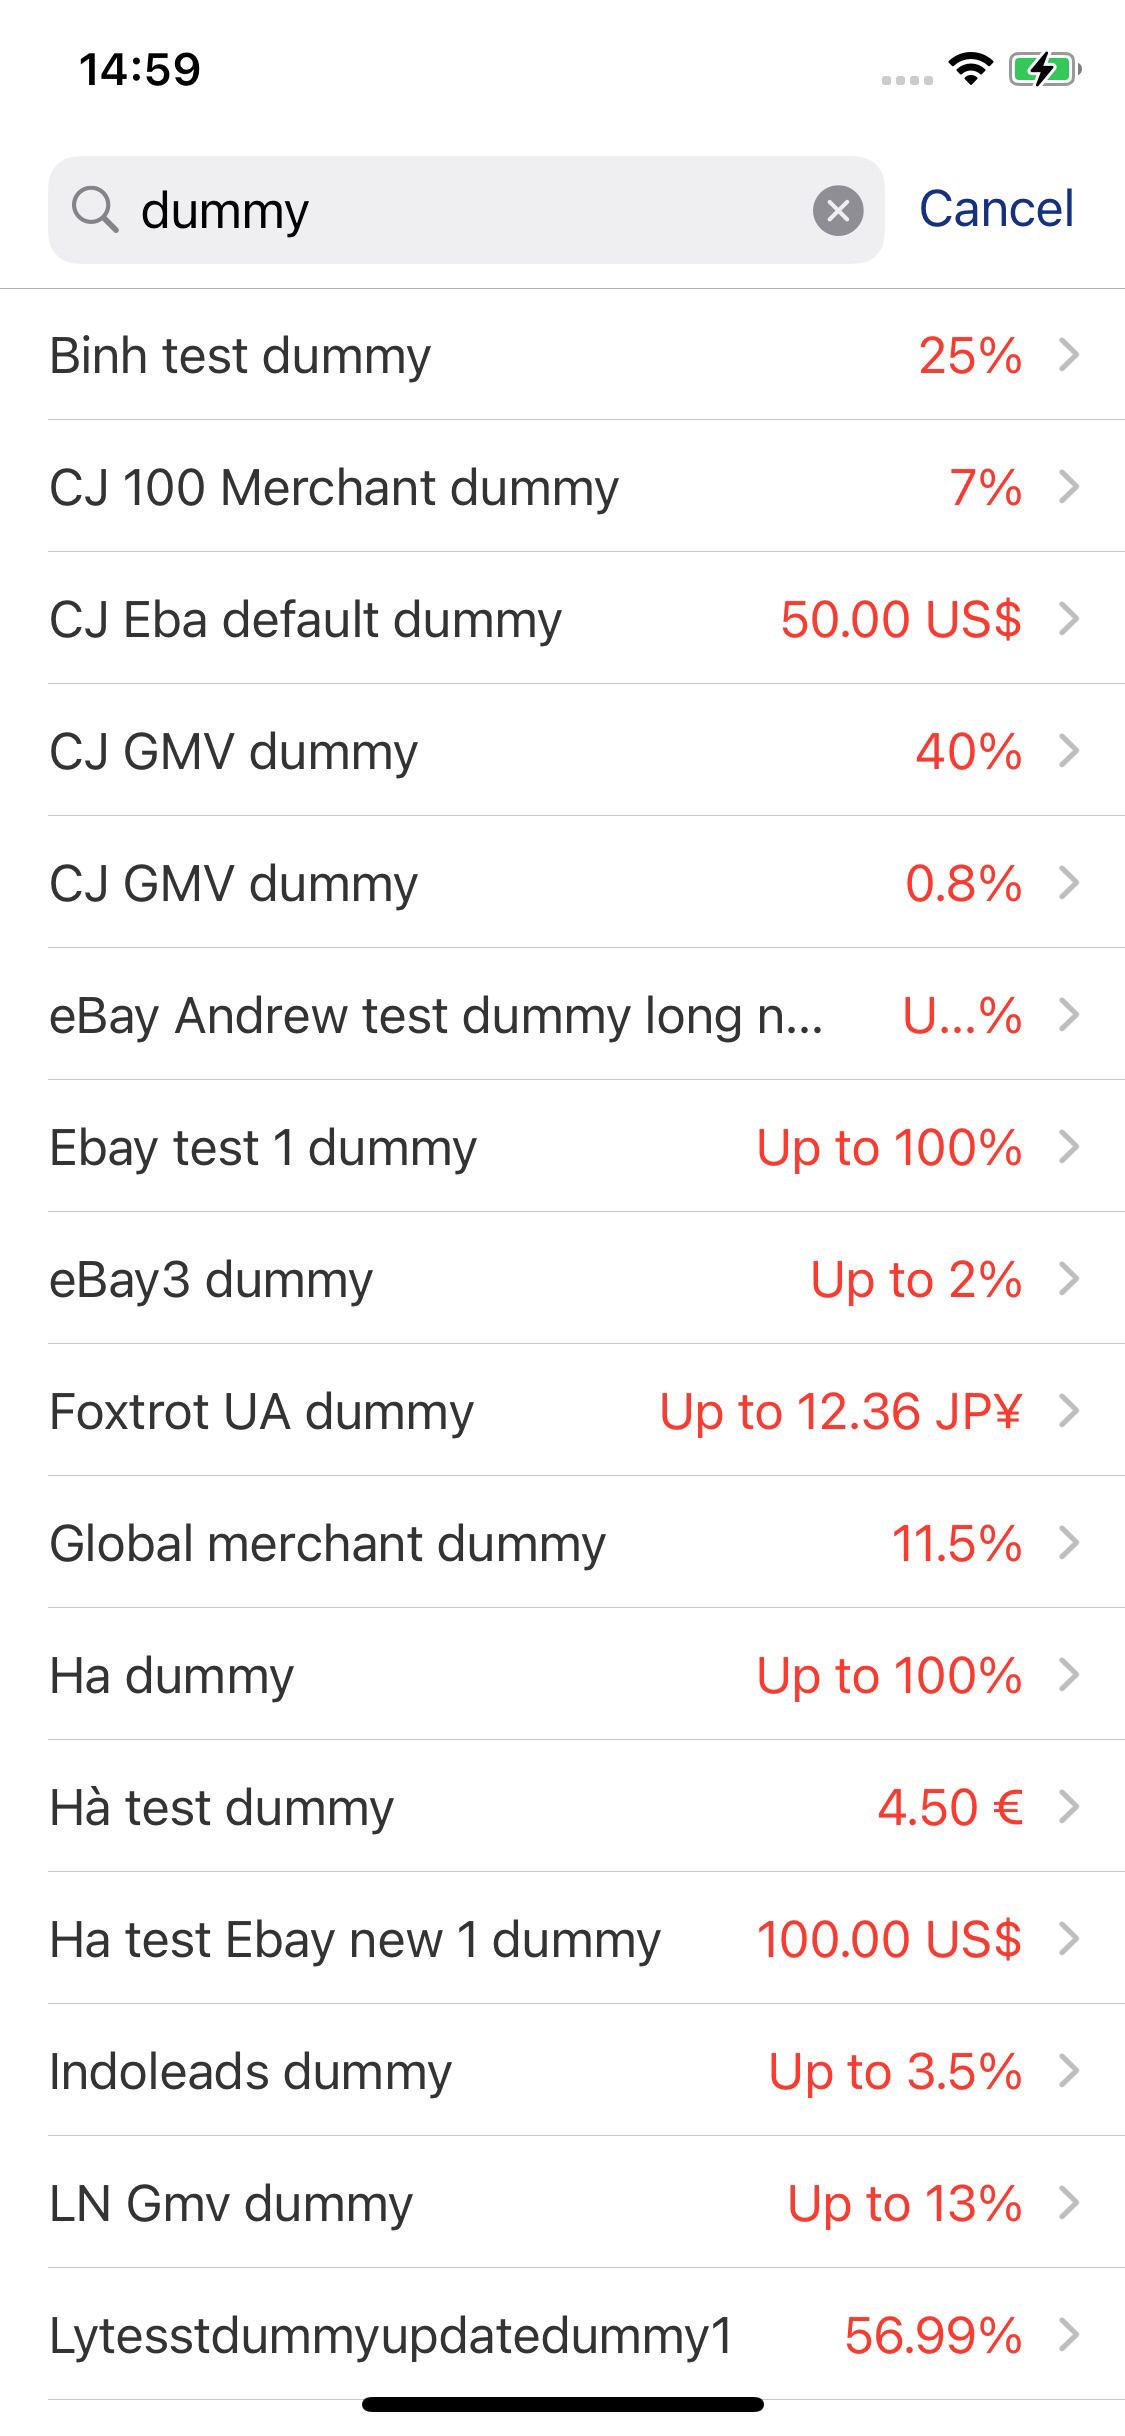 14:59
dummy Cancel
Binh test dummy 25%
CJ 100 Merchant dummy 7%
CJ Eba default dummy 50.00 US$
CJ GMV dummy 40%
CJ GMV dummy 0.8%
eBay Andrew test dummy long n... U...%
Ebay test 1 dummy Up to 100%
eBay3 dummy Up to 2%
Foxtrot UA dummy Up to 12.36 JP¥
Global merchant dummy 11.5%
Ha dummy Up to 100%
Hà test dummy 4.50 €
Ha test Ebay new 1 dummy 100.00 US$
Indoleads dummy Up to 3.5%
LN Gmv dummy Up to 13%
Lytesstdummyupdatedummy1 56.99%